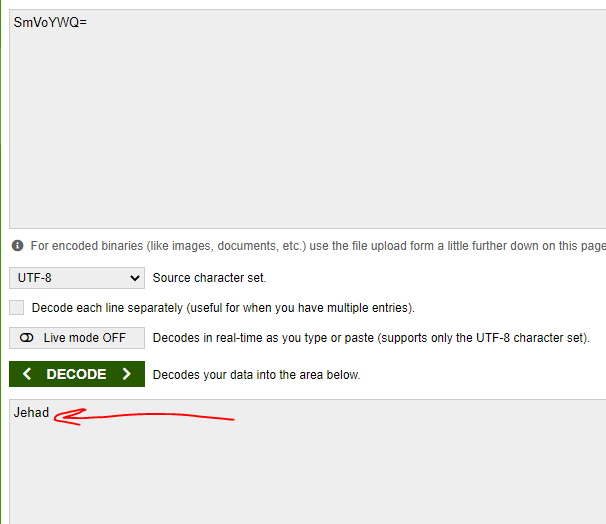 SmVoYWQ=
For encoded binaries (like images, documents, etc.) use the file upload form a little further down on this page
UTF-8 Source character set.
Decode each line separately (useful for when you have multiple entries).
Live mode OFF Decodes in real-time as you type or paste (supports only the UTF-8 character set).
DECODE Decodes your data into the area below.
Jehad